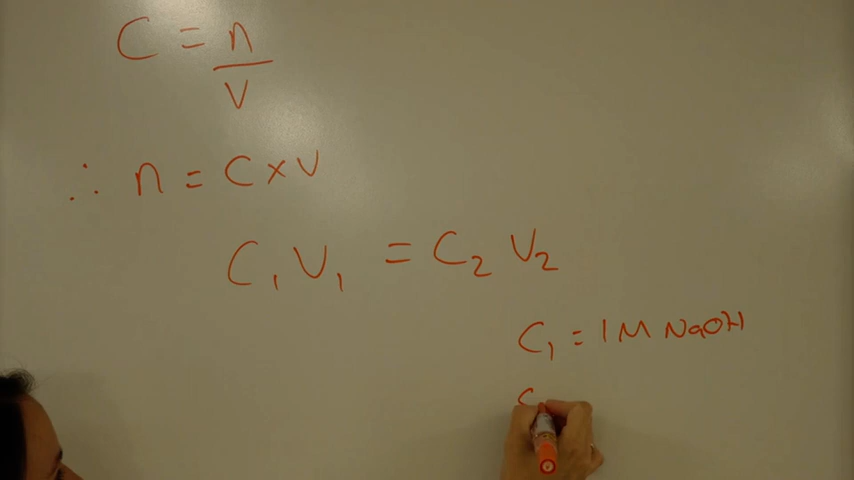 C = n/V
∴ n = C × V
C₁V₁ = C₂V₂
C₁ = 1M NaOH
C